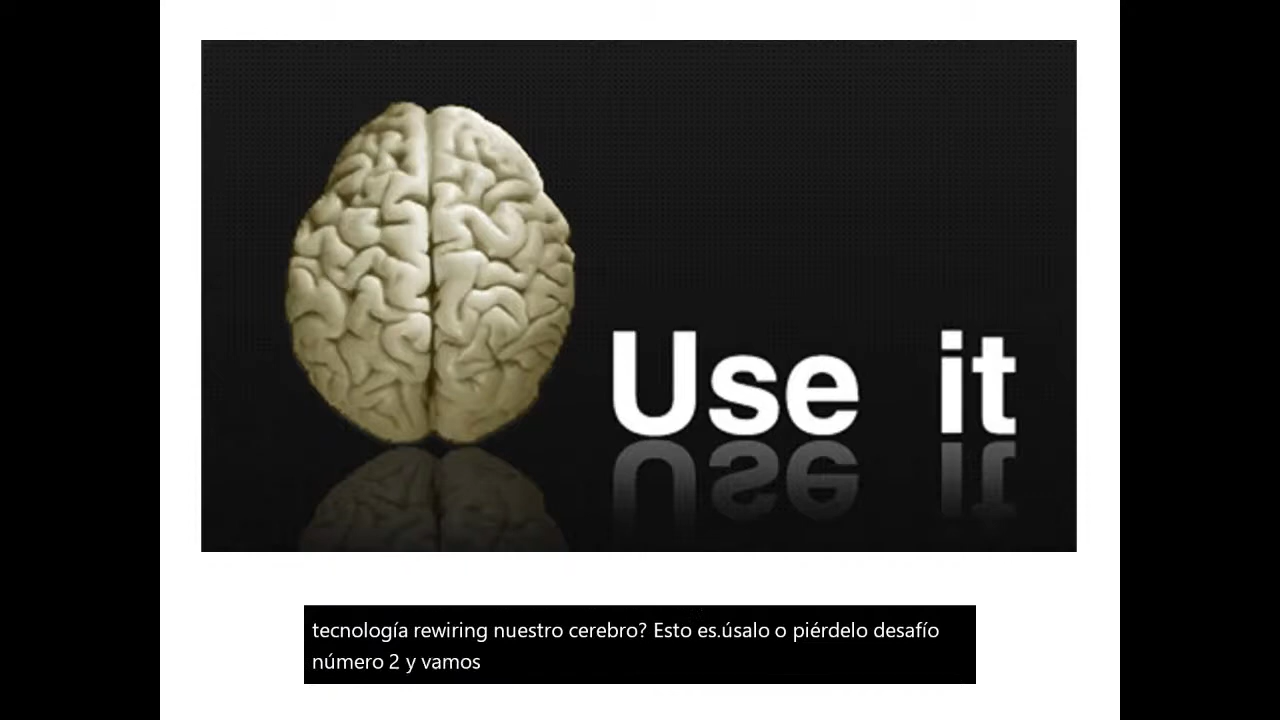 Use it
tecnología rewiring nuestro cerebro? Esto es.úsalo o piérdelo desafío
número 2 y vamos